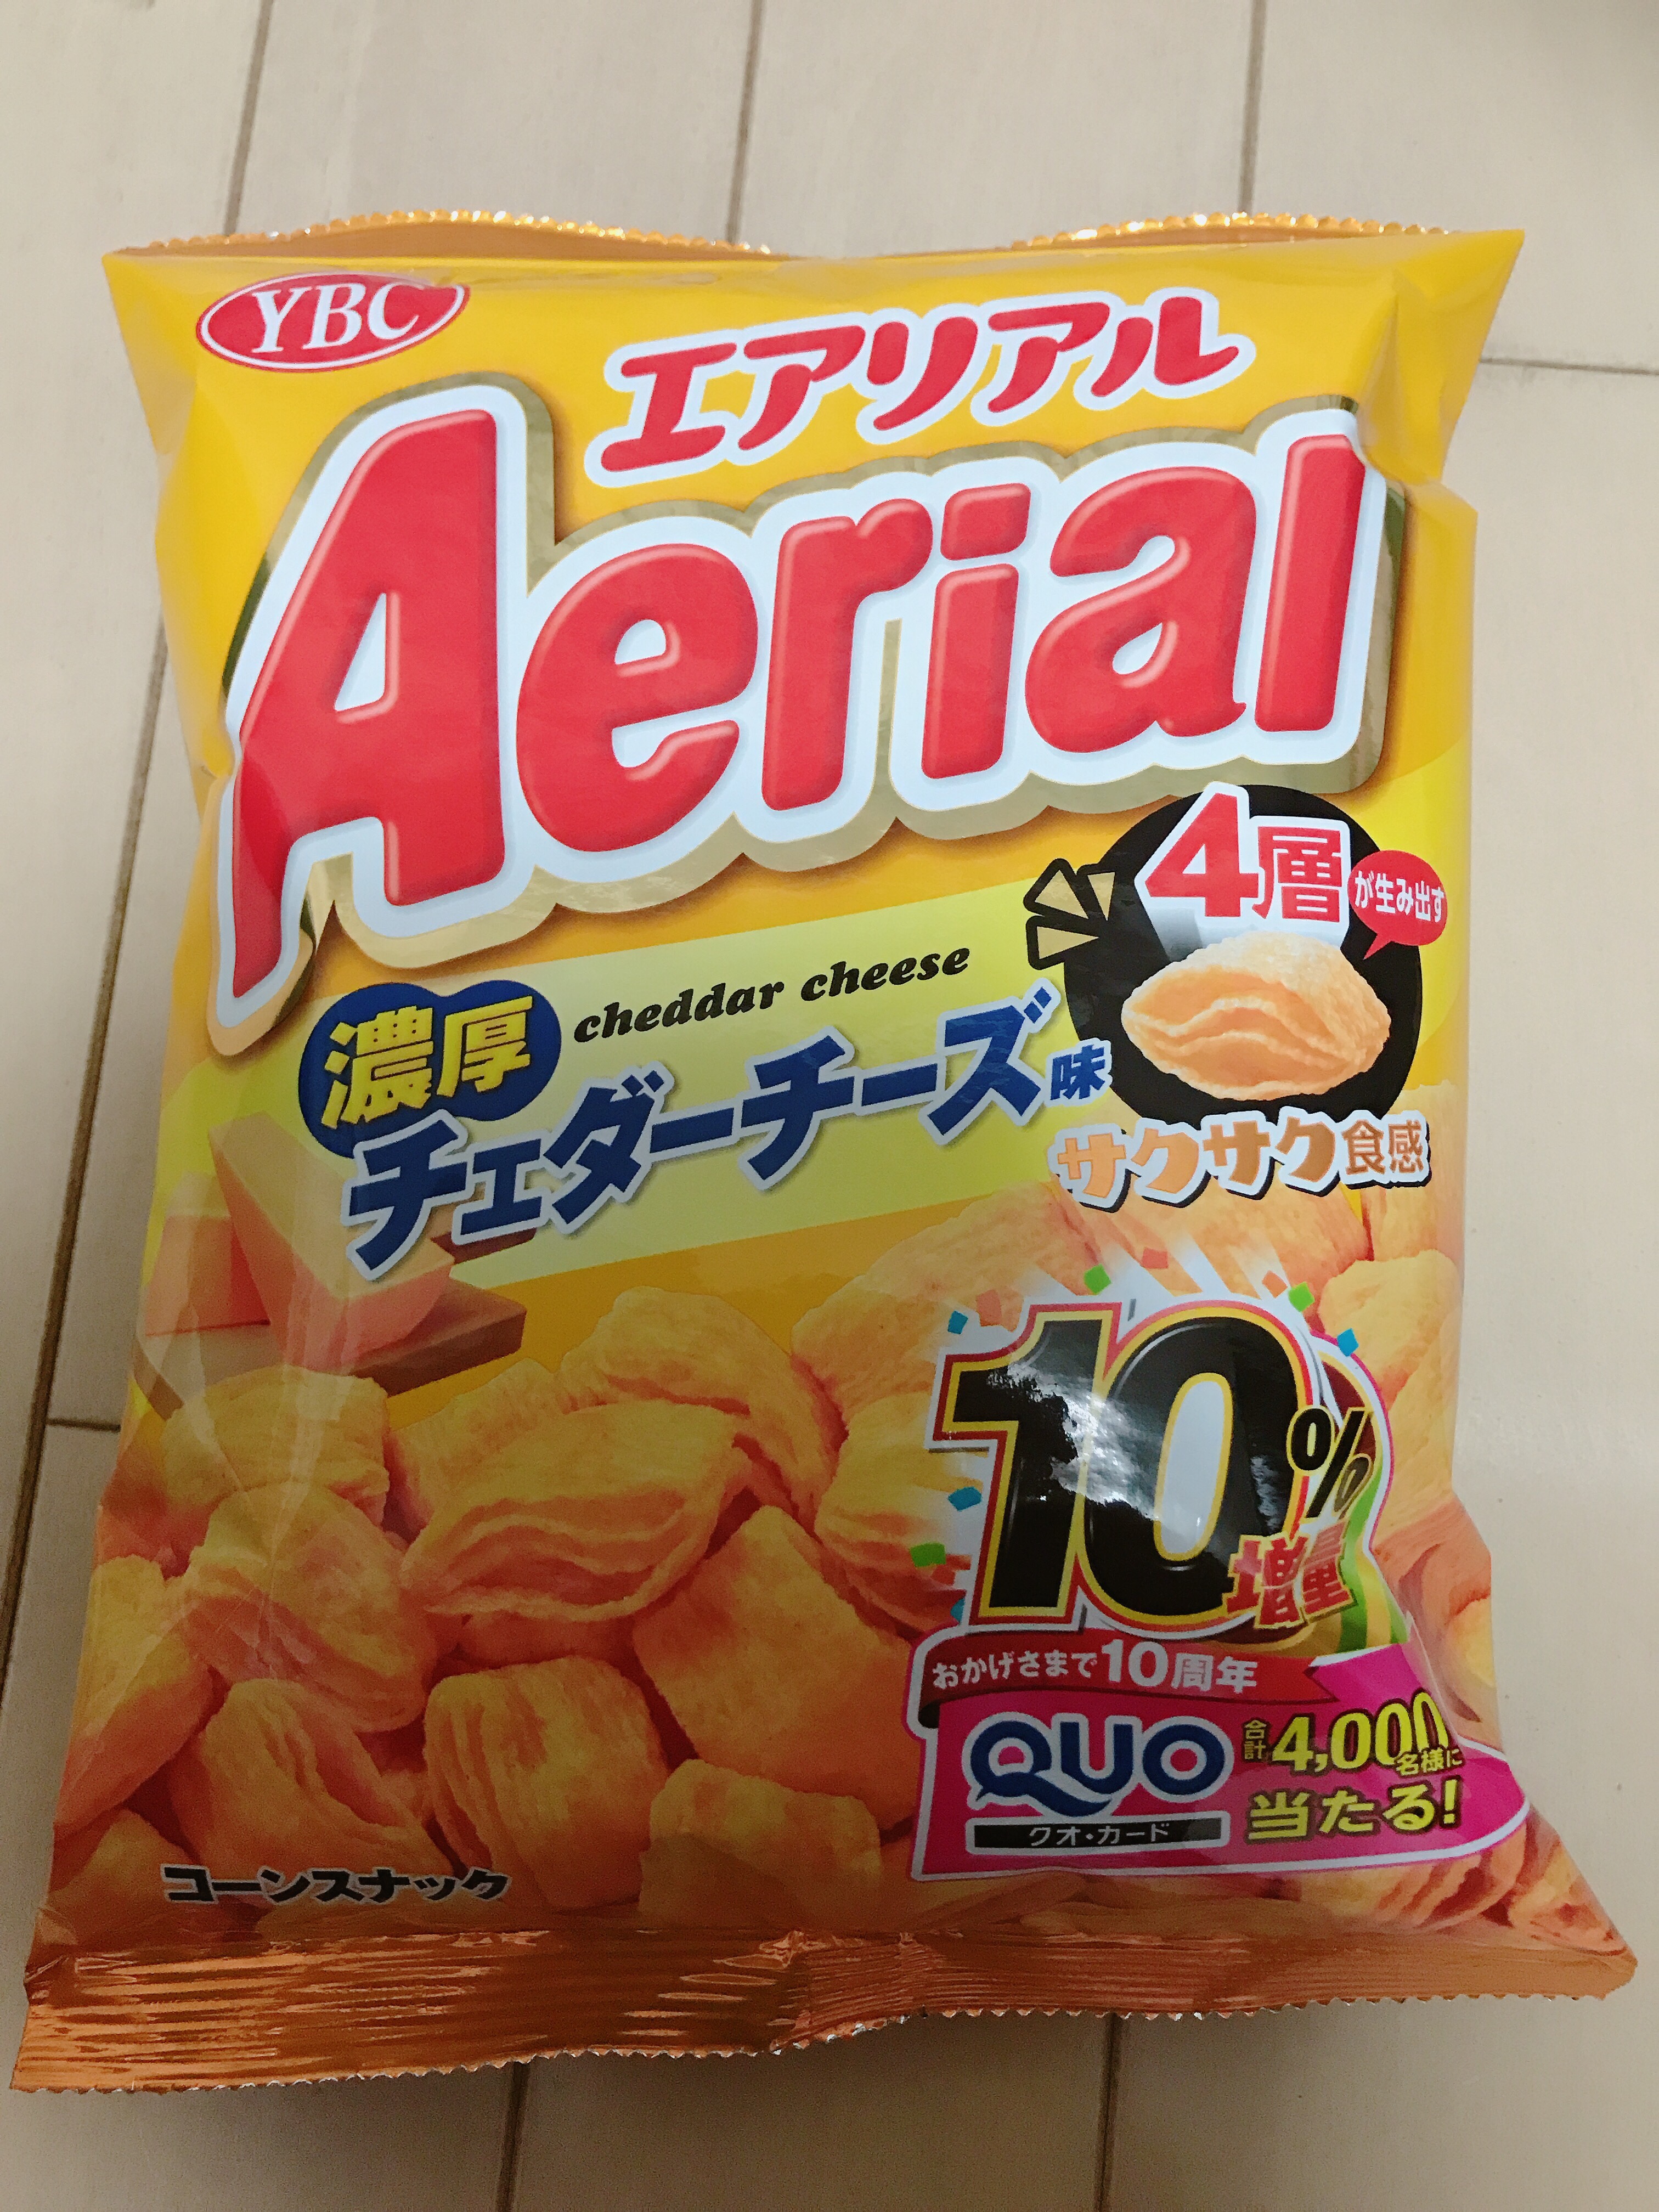 YBC
エアリアル
Aerial
4層
が生み出す
サクサク食感
濃厚
cheddar cheese
チェダーチーズ味
10%
増量
おかげさまで10周年
QUO
クオ・カード
合計4,000名様に
当たる!
コーンスナック